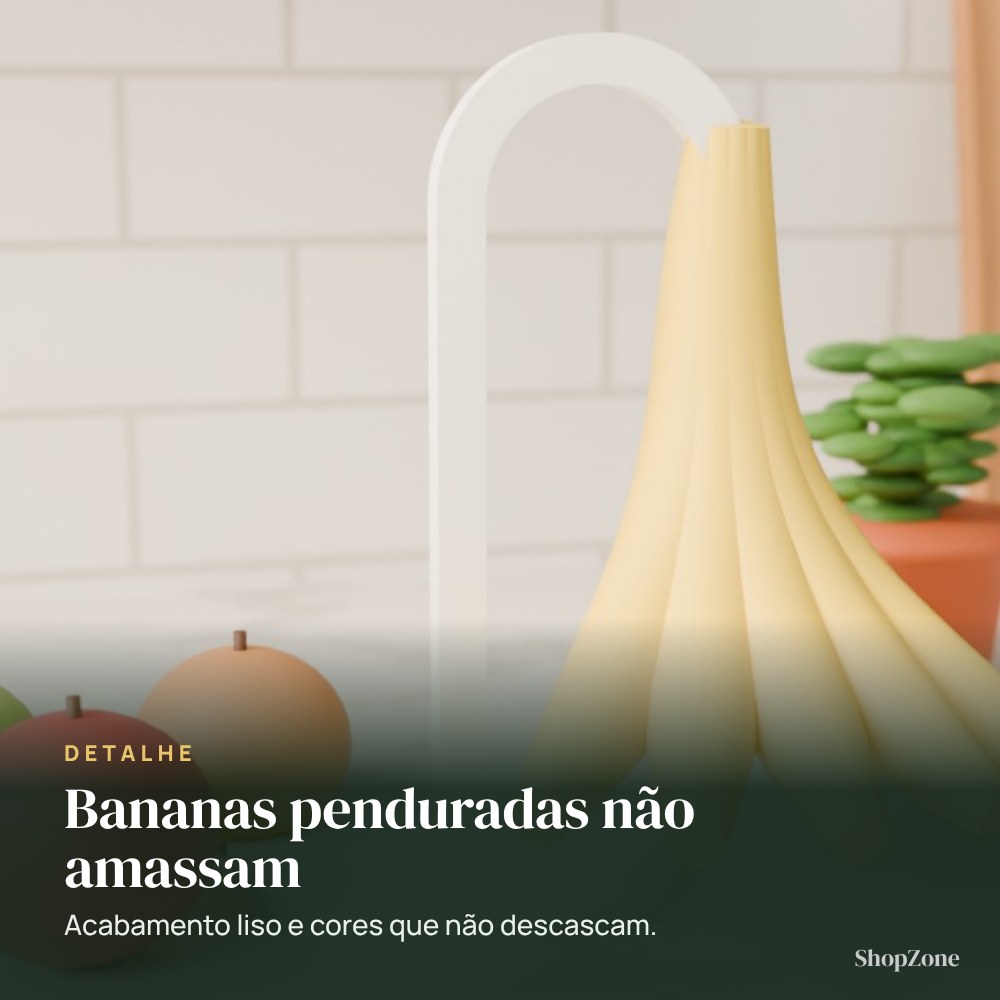 DETALHE
Bananas penduradas não
amassam
Acabamento liso e cores que não descascam.
ShopZone